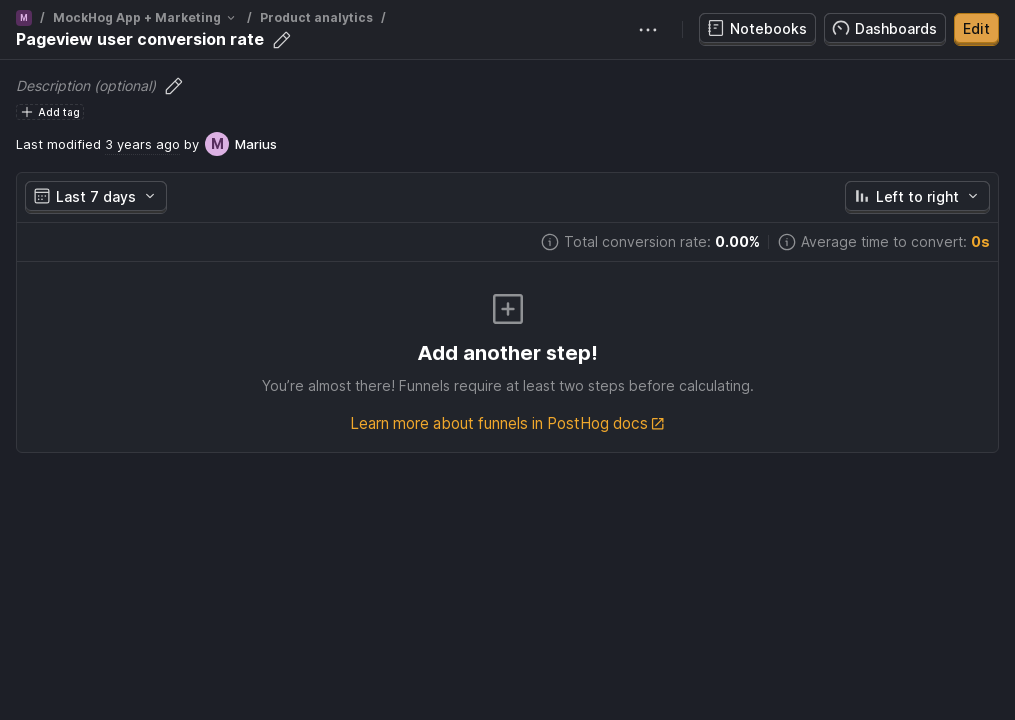 M / MockHog App + Marketing / Product analytics /
Pageview user conversion rate
Notebooks
Dashboards
Edit
Description (optional)
Add tag
Last modified 3 years ago by M Marius
Last 7 days
Left to right
Total conversion rate: 0.00%
Average time to convert: 0s
Add another step!
You’re almost there! Funnels require at least two steps before calculating.
Learn more about funnels in PostHog docs